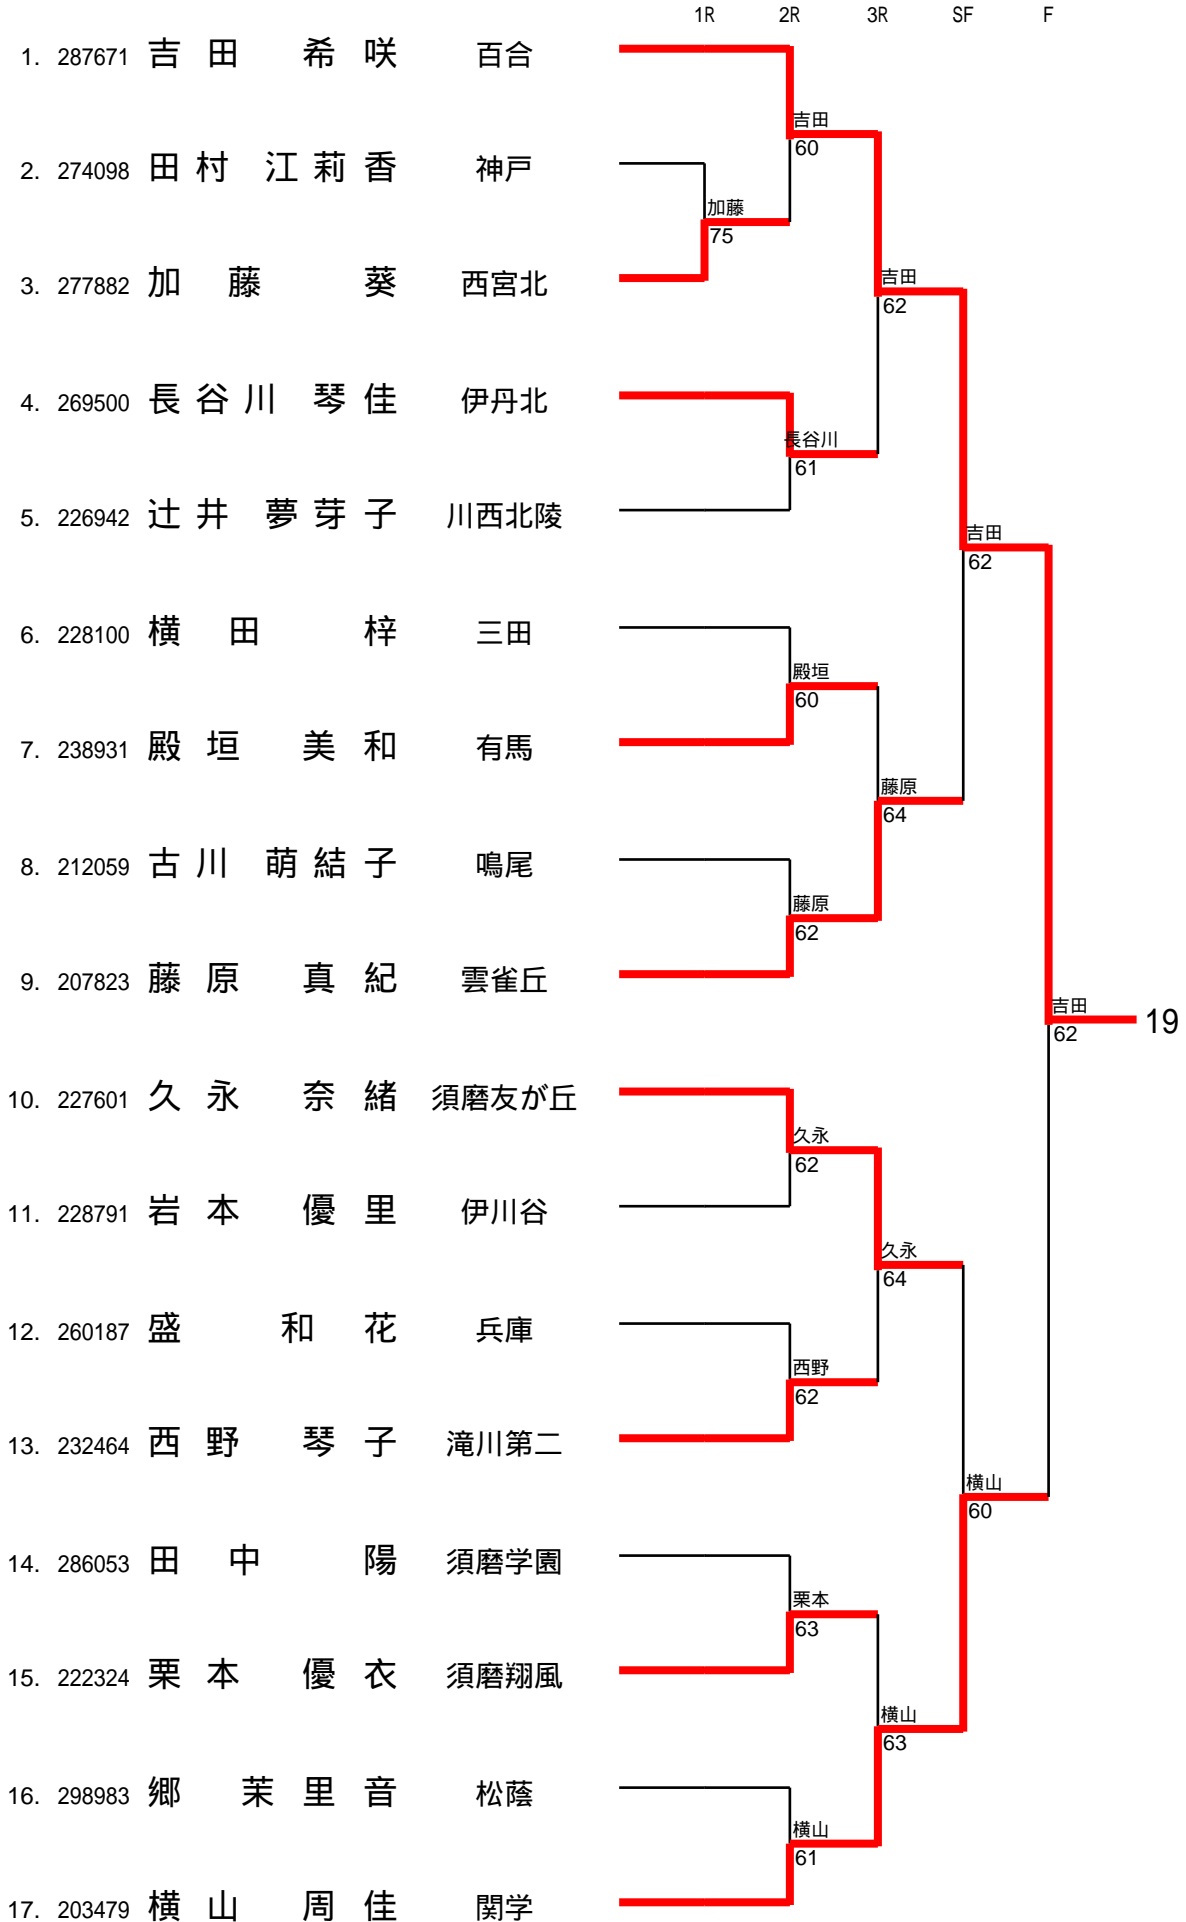 1R 2R 3R SF F
1. 287671 吉田 希咲 百合
吉田
60
2. 274098 田村 江莉香 神戸
加藤
75
3. 277882 加藤 葵 西宮北
吉田
62
4. 269500 長谷川 琴佳 伊丹北
長谷川
61
5. 226942 辻井 夢芽子 川西北陵
吉田
62
6. 228100 横田 梓 三田
殿垣
60
7. 238931 殿垣 美和 有馬
藤原
64
8. 212059 古川 萌結子 鳴尾
藤原
62
9. 207823 藤原 真紀 雲雀丘
吉田
62
19
10. 227601 久永 奈緒 須磨友が丘
久永
62
11. 228791 岩本 優里 伊川谷
久永
64
12. 260187 盛 和花 兵庫
西野
62
13. 232464 西野 琴子 滝川第二
横山
60
14. 286053 田中 陽 須磨学園
栗本
63
15. 222324 栗本 優衣 須磨翔風
横山
63
16. 298983 郷 茉里音 松蔭
横山
61
17. 203479 横山 周佳 関学